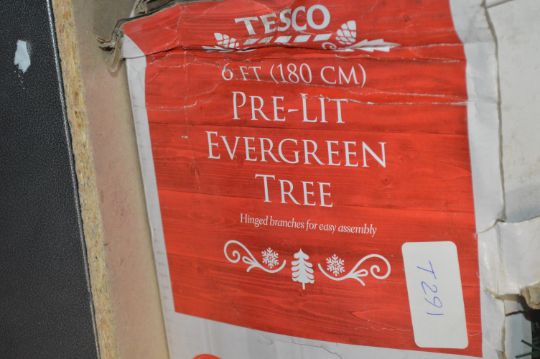 TESCO
6 FT (180 CM)
PRE-LIT
EVERGREEN
TREE
Hinged branches for easy assembly
T291